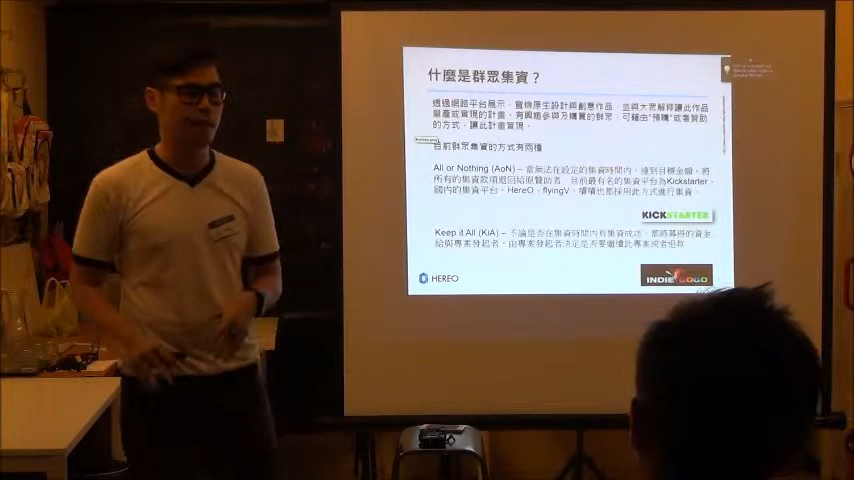 什麼是群眾集資？
透過網路平台展示、宣傳原生設計與創意作品，並與大眾解釋讓此作品
量產或實現的計畫。有興趣參與及購買的群眾，可藉由"預購"或者贊助
的方式，讓此計畫實現。
目前群眾集資的方式有兩種
All or Nothing (AoN) – 當無法在設定的集資時間內，達到目標金額，將
所有的集資款項退回給原贊助者。目前最有名的集資平台為Kickstarter，
國內的集資平台，HereO、flyingV、嘖嘖也都採用此方式進行集資。
KICKSTARTER
Keep it All (KiA) – 不論是否在集資時間內有集資成功，都將募得的資金
給與專案發起者，由專案發起者決定是否要繼續此專案或者退款
HEREO
INDIEGOGO